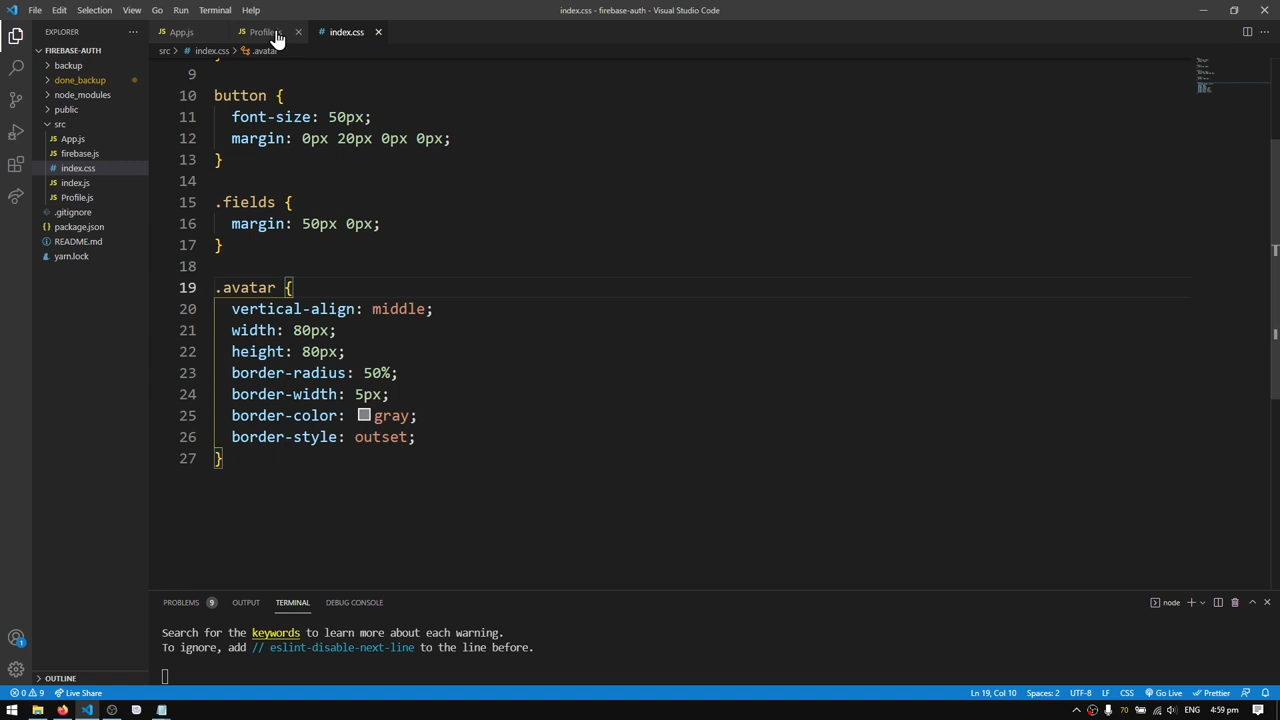 File Edit Selection View Go Run Terminal Help
index.css - firebase-auth - Visual Studio Code
EXPLORER
App.js Profile.js index.css
FIREBASE-AUTH
src > index.css > .avatar
backup
done_backup
node_modules
public
src
App.js
firebase.js
index.css
index.js
Profile.js
.gitignore
package.json
README.md
yarn.lock
OUTLINE
9
10 button {
11 font-size: 50px;
12 margin: 0px 20px 0px 0px;
13 }
14
15 .fields {
16 margin: 50px 0px;
17 }
18
19 .avatar {
20 vertical-align: middle;
21 width: 80px;
22 height: 80px;
23 border-radius: 50%;
24 border-width: 5px;
25 border-color: gray;
26 border-style: outset;
27 }
PROBLEMS 9 OUTPUT TERMINAL DEBUG CONSOLE
node
Search for the keywords to learn more about each warning.
To ignore, add // eslint-disable-next-line to the line before.
0 9 Live Share
Ln 19, Col 10 Spaces: 2 UTF-8 LF CSS Go Live Prettier
1
70 ENG 4:59 pm